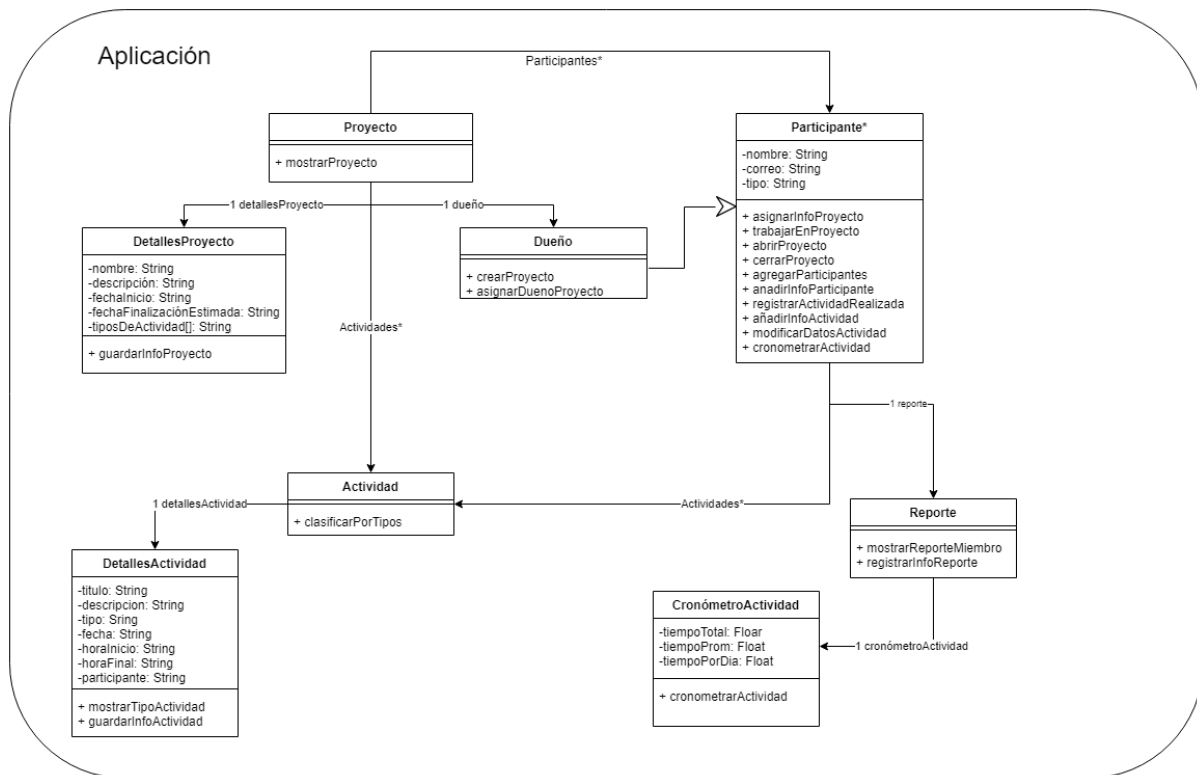 Aplicación
Participantes*
Proyecto
+ mostrarProyecto
Participante*
-nombre: String
-correo: String
-tipo: String
+ asignarInfoProyecto
+ trabajarEnProyecto
+ abrirProyecto
+ cerrarProyecto
+ agregarParticipantes
+ anadirInfoParticipante
+ registrarActividadRealizada
+ añadirInfoActividad
+ modificarDatosActividad
+ cronometrarActividad
1 detallesProyecto
1 dueño
DetallesProyecto
-nombre: String
-descripción: String
-fechaInicio: String
-fechaFinalizaciónEstimada: String
-tiposDeActividad[]: String
+ guardarInfoProyecto
Dueño
+ crearProyecto
+ asignarDuenoProyecto
Actividades*
1 reporte
Actividad
+ clasificarPorTipos
1 detallesActividad
Actividades*
Reporte
+ mostrarReporteMiembro
+ registrarInfoReporte
DetallesActividad
-titulo: String
-descripcion: String
-tipo: Sring
-fecha: String
-horaInicio: String
-horaFinal: String
-participante: String
+ mostrarTipoActividad
+ guardarInfoActividad
CronómetroActividad
-tiempoTotal: Floar
-tiempoProm: Float
-tiempoPorDia: Float
+ cronometrarActividad
1 cronómetroActividad